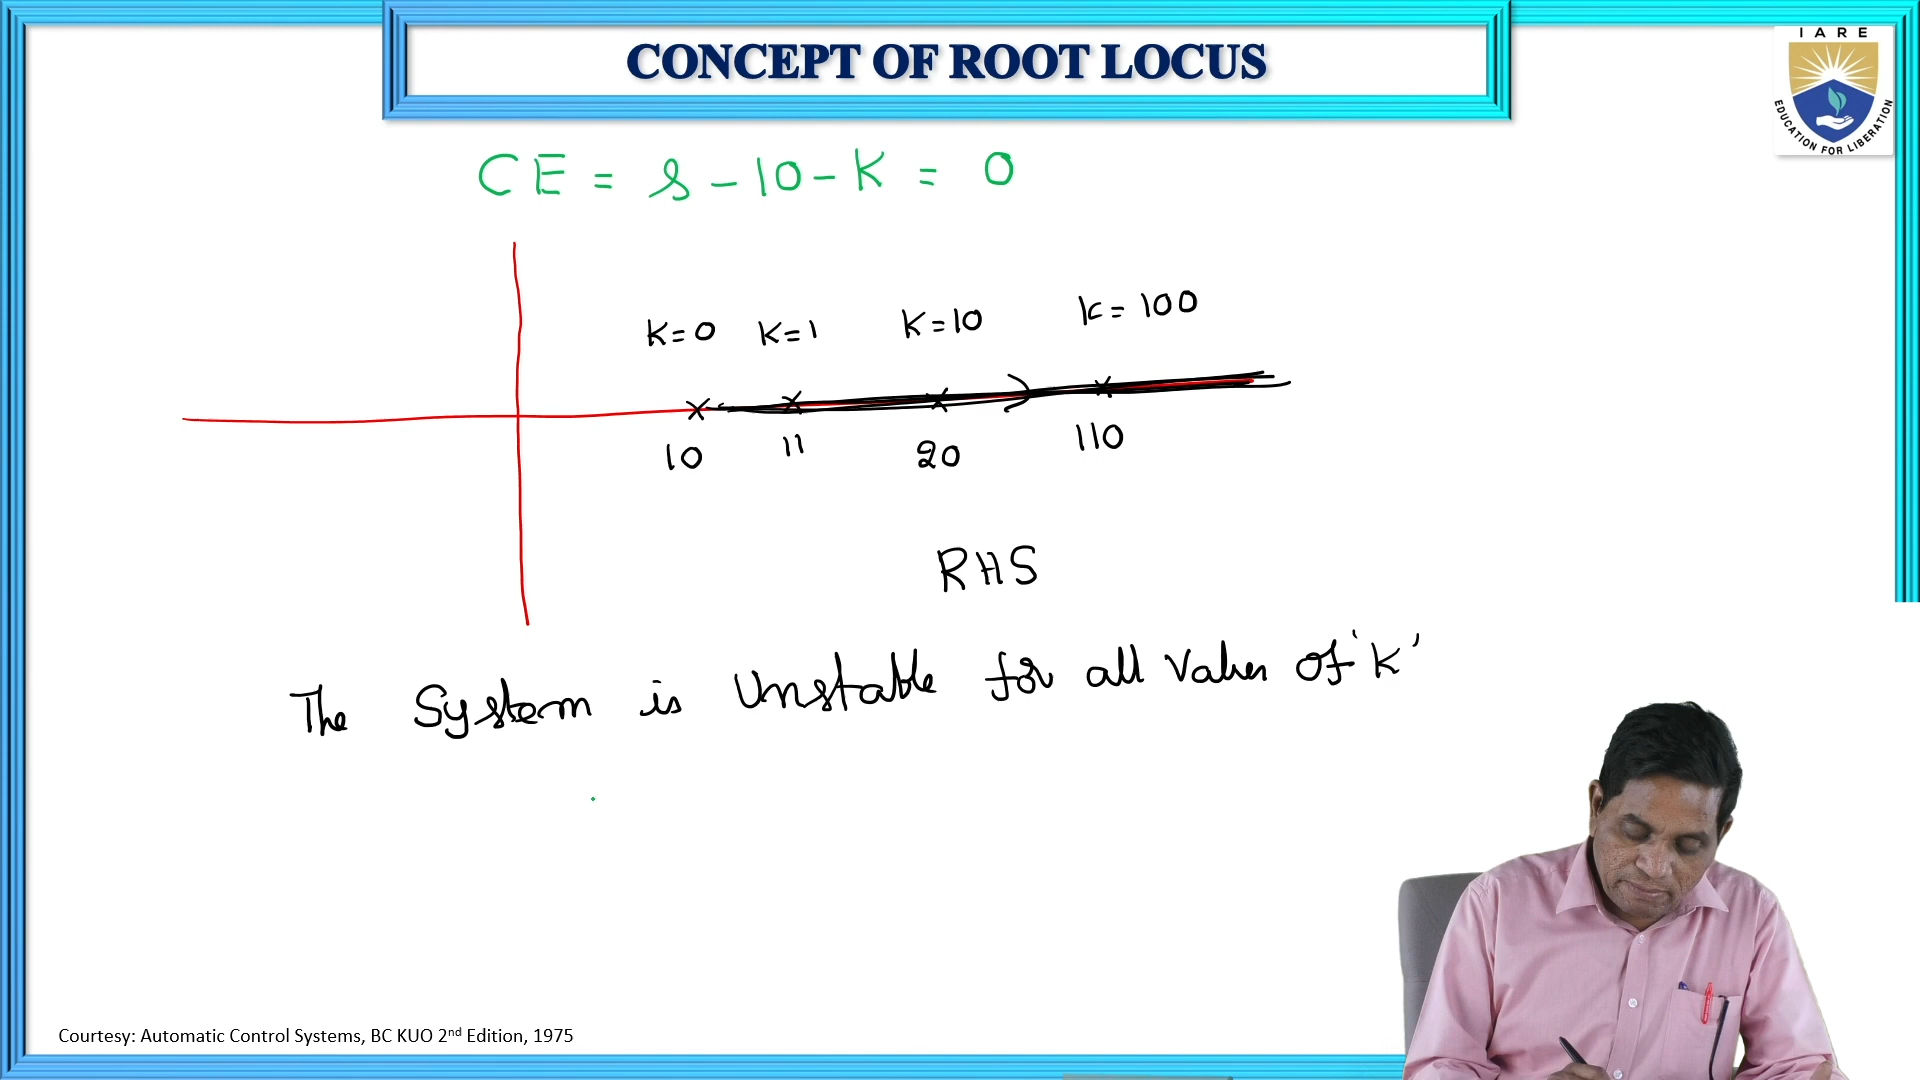 CONCEPT OF ROOT LOCUS
I A R E
EDUCATION FOR LIBERATION
CE = s - 10 - K = 0
K=0 K=1 K=10 K=100
10 11 20 110
RHS
The System is Unstable for all Values of 'K'
Courtesy: Automatic Control Systems, BC KUO 2nd Edition, 1975